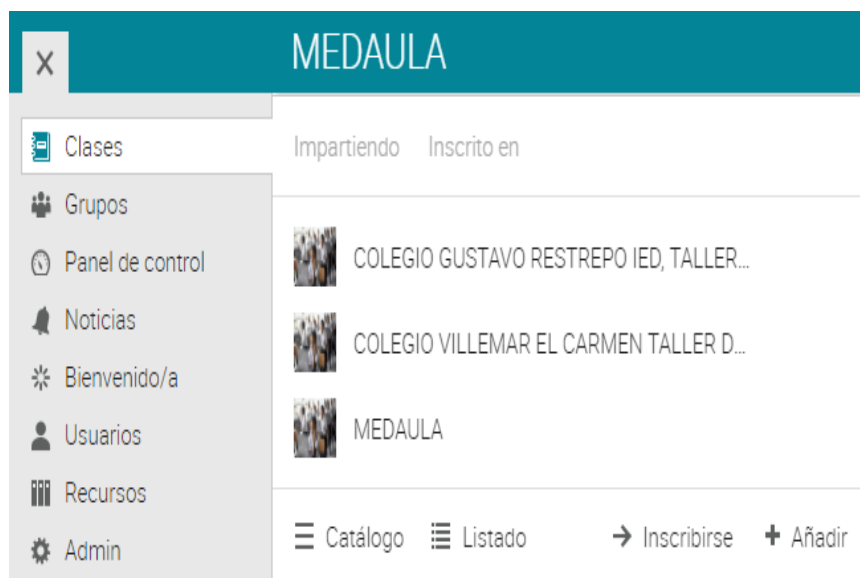 X
MEDAULA
Clases
Grupos
Panel de control
Noticias
Bienvenido/a
Usuarios
Recursos
Admin
Impartiendo Inscrito en
COLEGIO GUSTAVO RESTREPO IED, TALLER...
COLEGIO VILLEMAR EL CARMEN TALLER D...
MEDAULA
Catálogo Listado Inscribirse Añadir